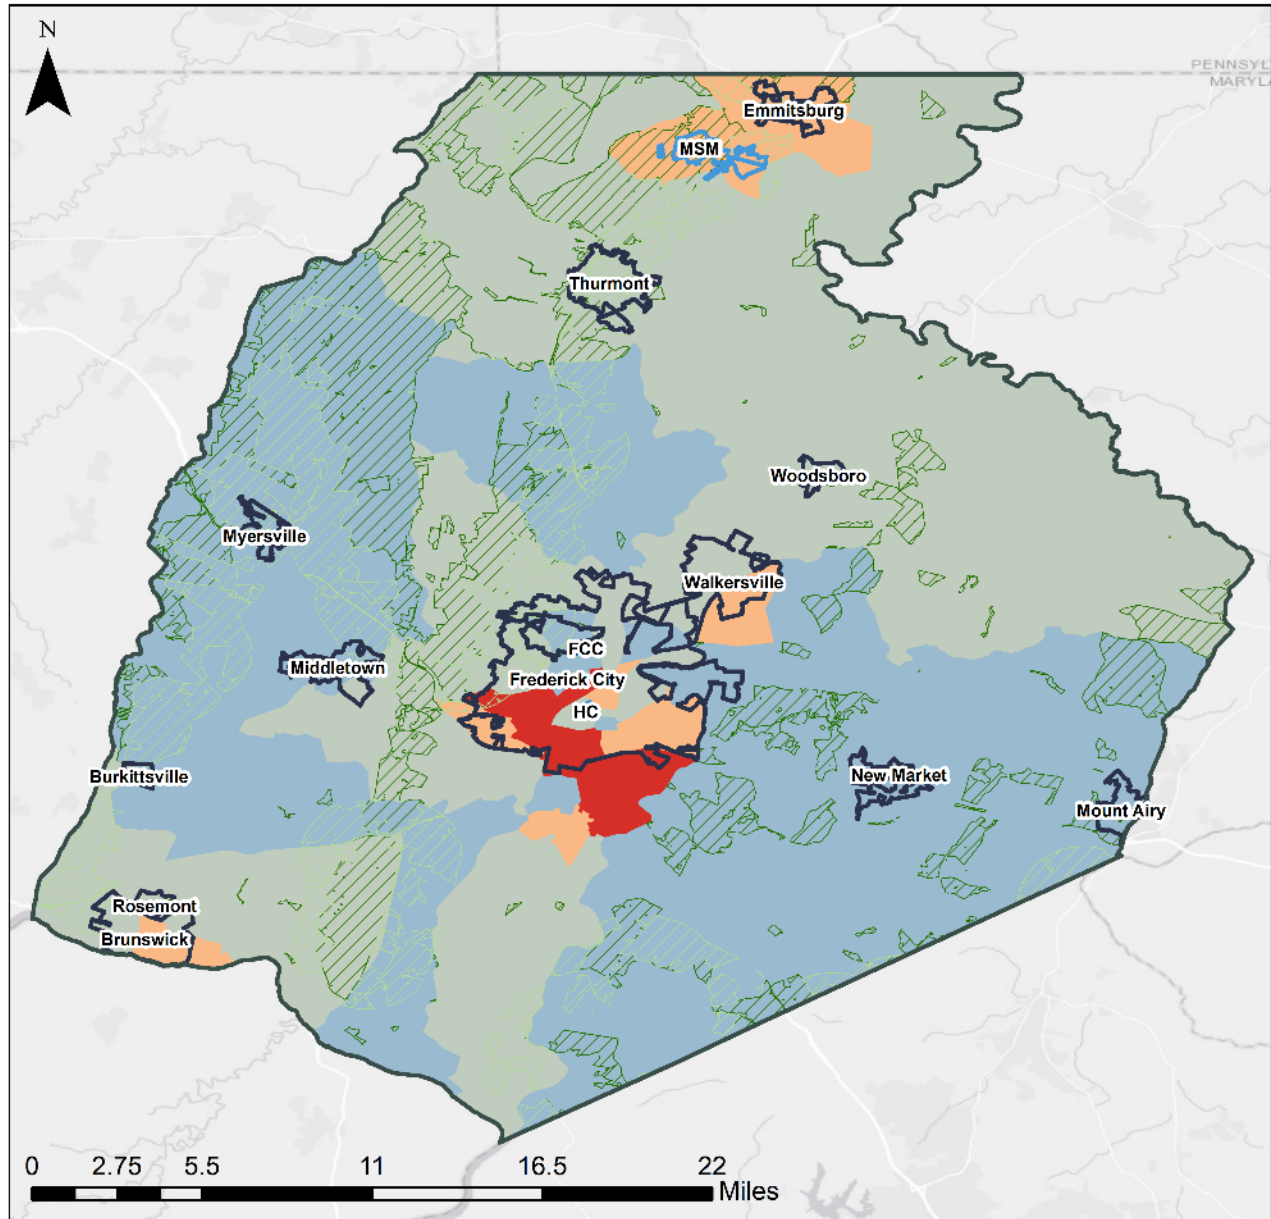 N
PENNSYL
MARYLA
Emmitsburg
MSM
Thurmont
Woodsboro
Myersville
Walkersville
FCC
Middletown
Frederick City
HC
Burkittsville
New Market
Mount Airy
Rosemont
Brunswick
0 2.75 5.5 11 16.5 22
Miles